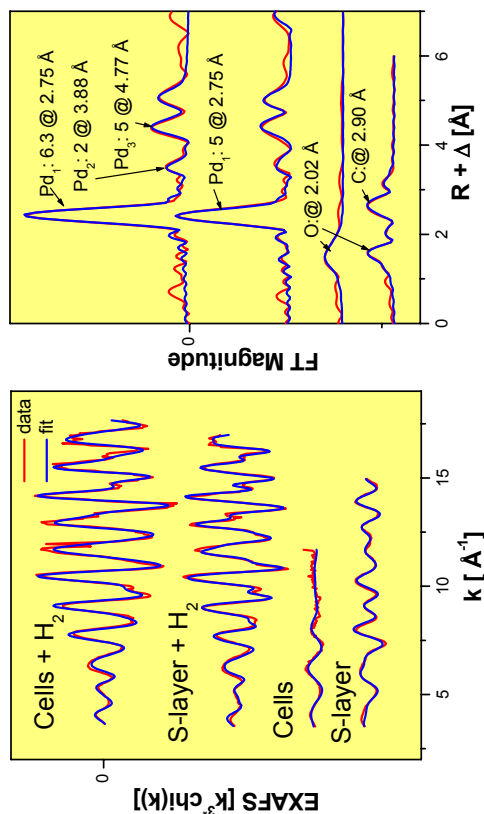 EXAFS [k³*chi(k)]
0
Cells + H₂
data
fit
S-layer + H₂
Cells
S-layer
5
10
15
k [ Å⁻¹]
FT Magnitude
0
Pd₁: 6.3 @ 2.75 Å
Pd₂: 2 @ 3.88 Å
Pd₃: 5 @ 4.77 Å
Pd₁: 5 @ 2.75 Å
O:@ 2.02 Å
C:@ 2.90 Å
0
2
4
6
R + Δ [Å]